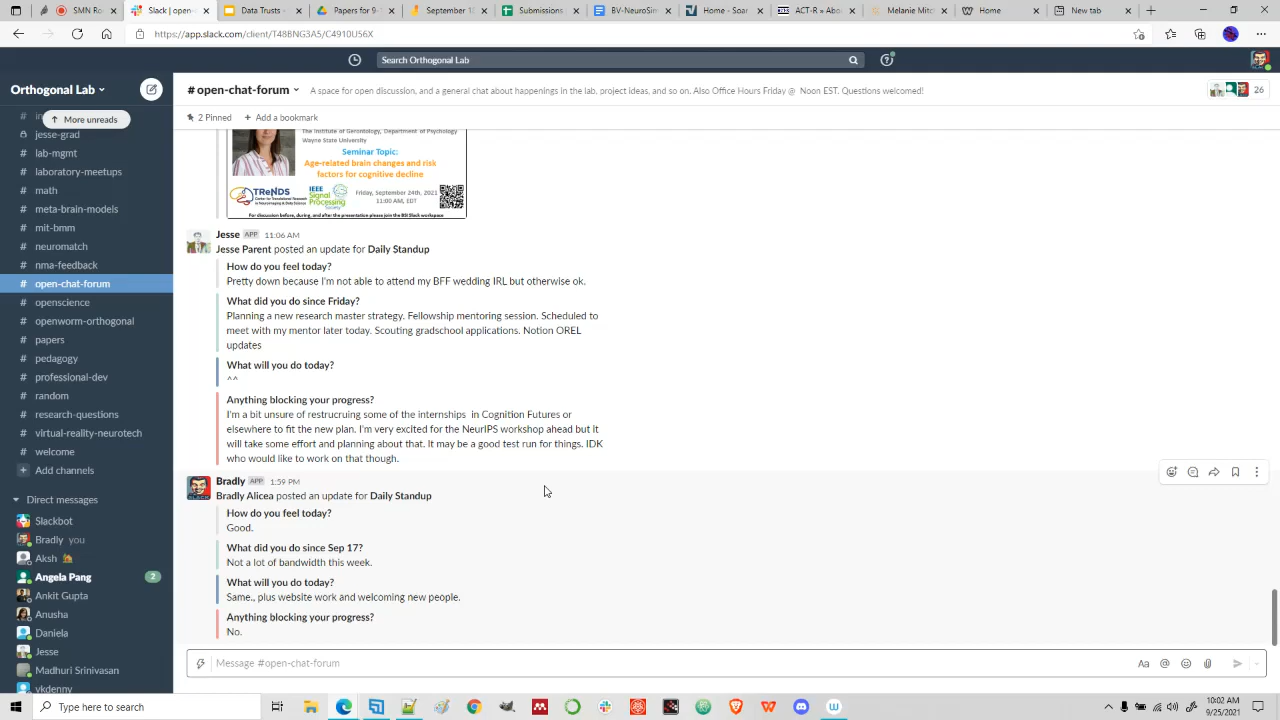 SMN Ro
Slack | open-c
Data Trusts -
Papers for 9-
September 18
Submissions
BV-NeuroSim
Home - Soar
Melanie Mitc
Home
New tab
https://app.slack.com/client/T48BNG3A5/C4910U56X
Search Orthogonal Lab
Orthogonal Lab
# open-chat-forum
A space for open discussion, and a general chat about happenings in the lab, project ideas, and so on. Also Office Hours Friday @ Noon EST. Questions welcomed!
26
2 Pinned
+ Add a bookmark
↑ More unreads
jesse-grad
# lab-mgmt
# laboratory-meetups
# math
# meta-brain-models
# mit-bmm
# neuromatch
# nma-feedback
# open-chat-forum
# openscience
# openworm-orthogonal
# papers
# pedagogy
# professional-dev
# random
# research-questions
# virtual-reality-neurotech
# welcome
+ Add channels
Direct messages
Slackbot
Bradly you
Aksh
Angela Pang 2
Ankit Gupta
Anusha
Daniela
Jesse
Madhuri Srinivasan
vkdenny
The Institute of Gerontology, Department of Psychology
Wayne State University
Seminar Topic:
Age-related brain changes and risk
factors for cognitive decline
TReNDS
IEEE
Signal
Processing
Society
Friday, September 24th, 2021
11:00 AM, EDT
For discussion before, during, and after the presentation please join the BSI Slack workspace
Jesse APP 11:06 AM
Jesse Parent posted an update for Daily Standup
How do you feel today?
Pretty down because I'm not able to attend my BFF wedding IRL but otherwise ok.
What did you do since Friday?
Planning a new research master strategy. Fellowship mentoring session. Scheduled to
meet with my mentor later today. Scouting gradschool applications. Notion OREL
updates
What will you do today?
^^
Anything blocking your progress?
I'm a bit unsure of restrucruing some of the internships in Cognition Futures or
elsewhere to fit the new plan. I'm very excited for the NeurIPS workshop ahead but it
will take some effort and planning about that. It may be a good test run for things. IDK
who would like to work on that though.
Bradly APP 1:59 PM
Bradly Alicea posted an update for Daily Standup
How do you feel today?
Good.
What did you do since Sep 17?
Not a lot of bandwidth this week.
What will you do today?
Same., plus website work and welcoming new people.
Anything blocking your progress?
No.
Message #open-chat-forum
Aa
Type here to search
10:02 AM
9/25/2021